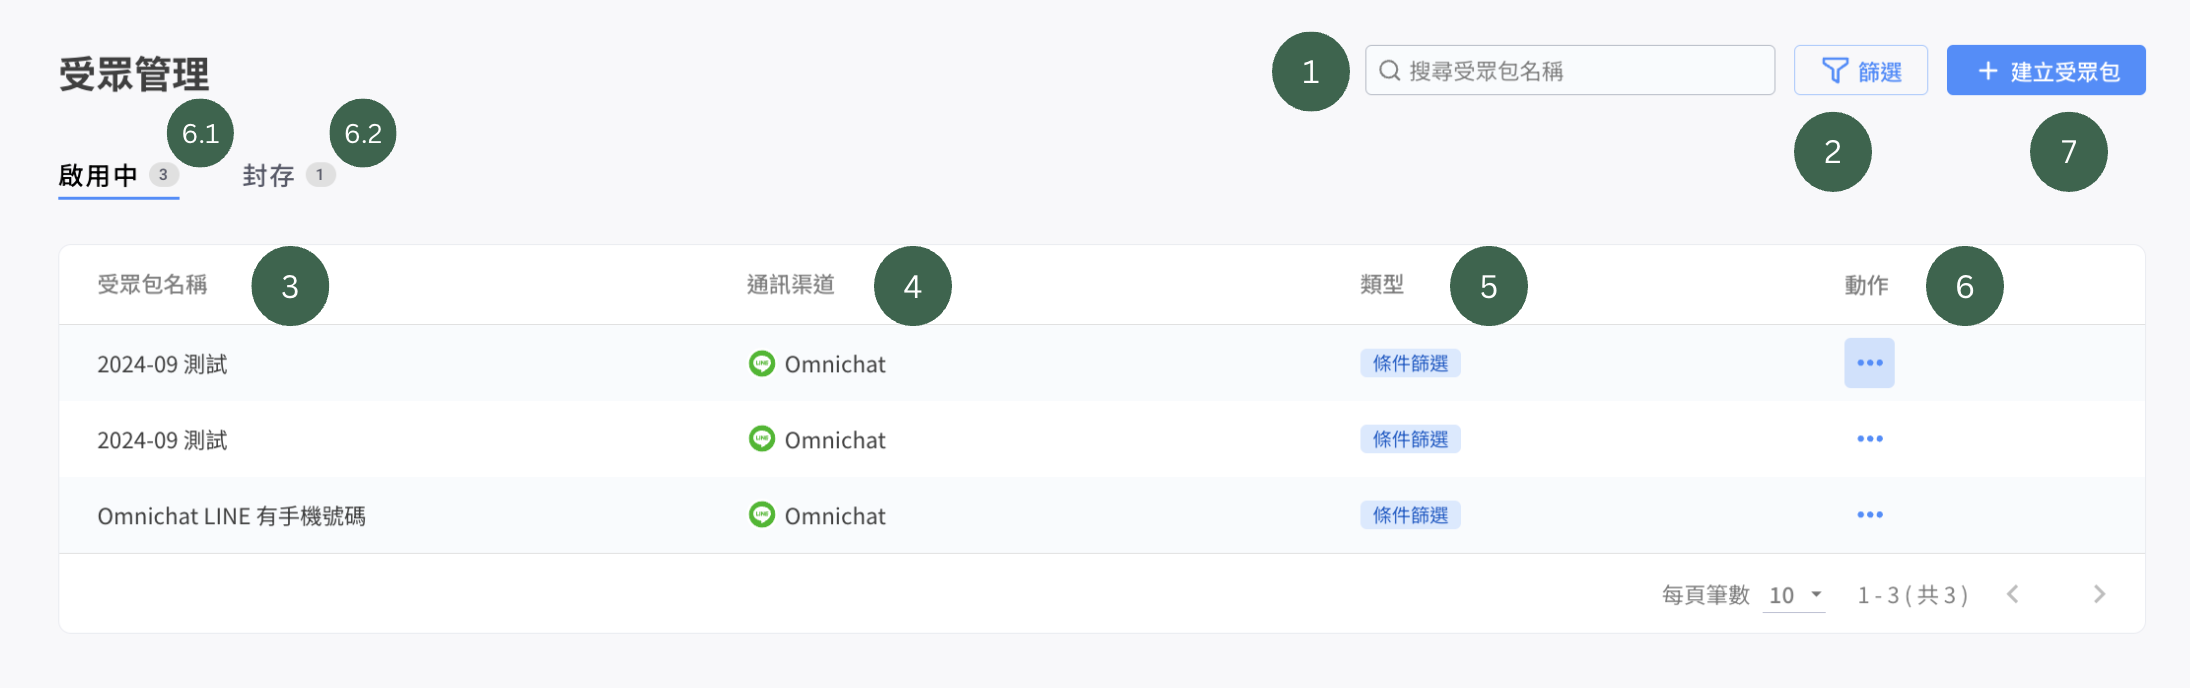 受眾管理
1
搜尋受眾包名稱
篩選
+ 建立受眾包
6.1
6.2
2
7
啟用中 3
封存 1
受眾包名稱
3
通訊渠道
4
類型
5
動作
6
2024-09 測試
LINE
Omnichat
條件篩選
2024-09 測試
LINE
Omnichat
條件篩選
Omnichat LINE 有手機號碼
LINE
Omnichat
條件篩選
每頁筆數 10
1 - 3 ( 共 3 )